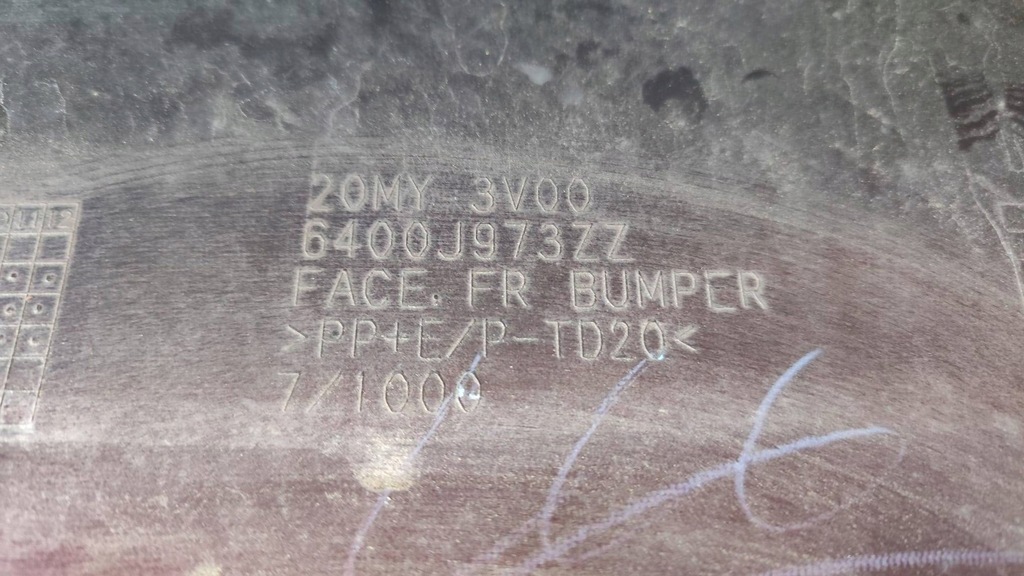 20MY 3V00
6400J973ZZ
FACE, FR BUMPER
>PP+E/P-TD20<
7/1000